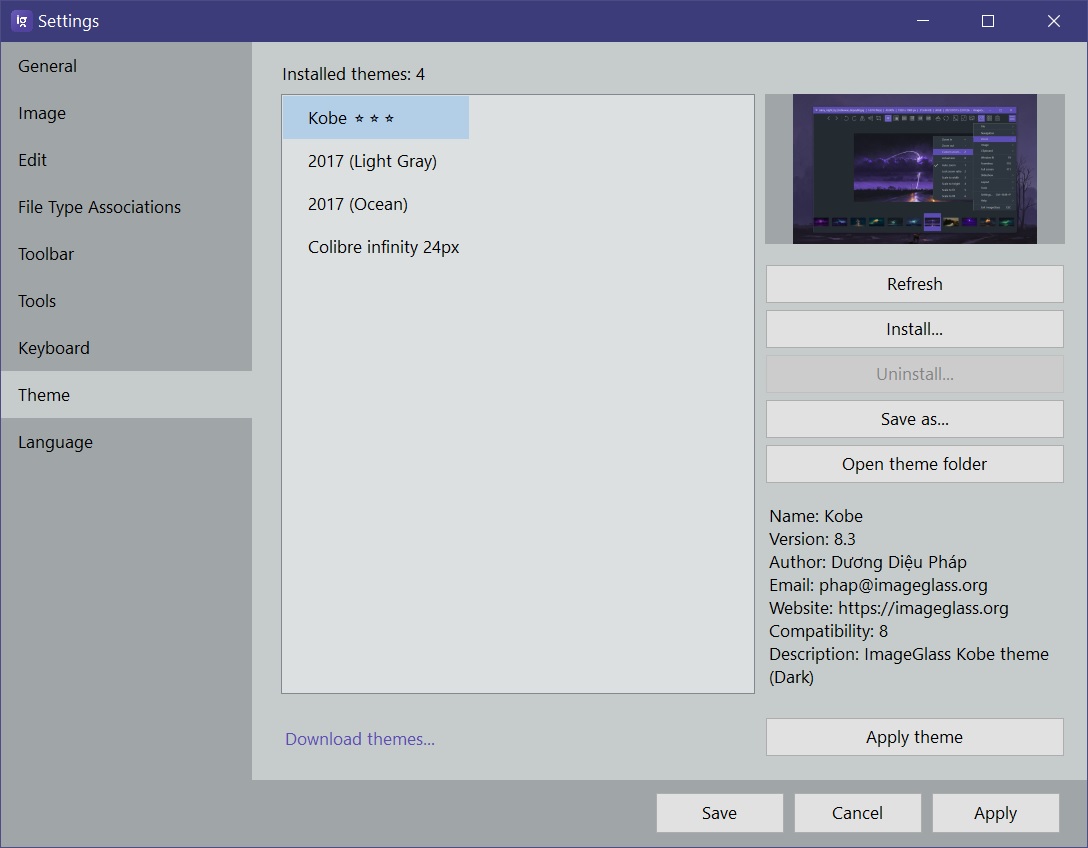 Settings
General
Image
Edit
File Type Associations
Toolbar
Tools
Keyboard
Theme
Language
Installed themes: 4
Kobe ⭐ ⭐ ⭐
2017 (Light Gray)
2017 (Ocean)
Colibre infinity 24px
Download themes...
Refresh
Install...
Uninstall...
Save as...
Open theme folder
Name: Kobe
Version: 8.3
Author: Dương Diệu Pháp
Email: phap@imageglass.org
Website: https://imageglass.org
Compatibility: 8
Description: ImageGlass Kobe theme
(Dark)
Apply theme
Save
Cancel
Apply